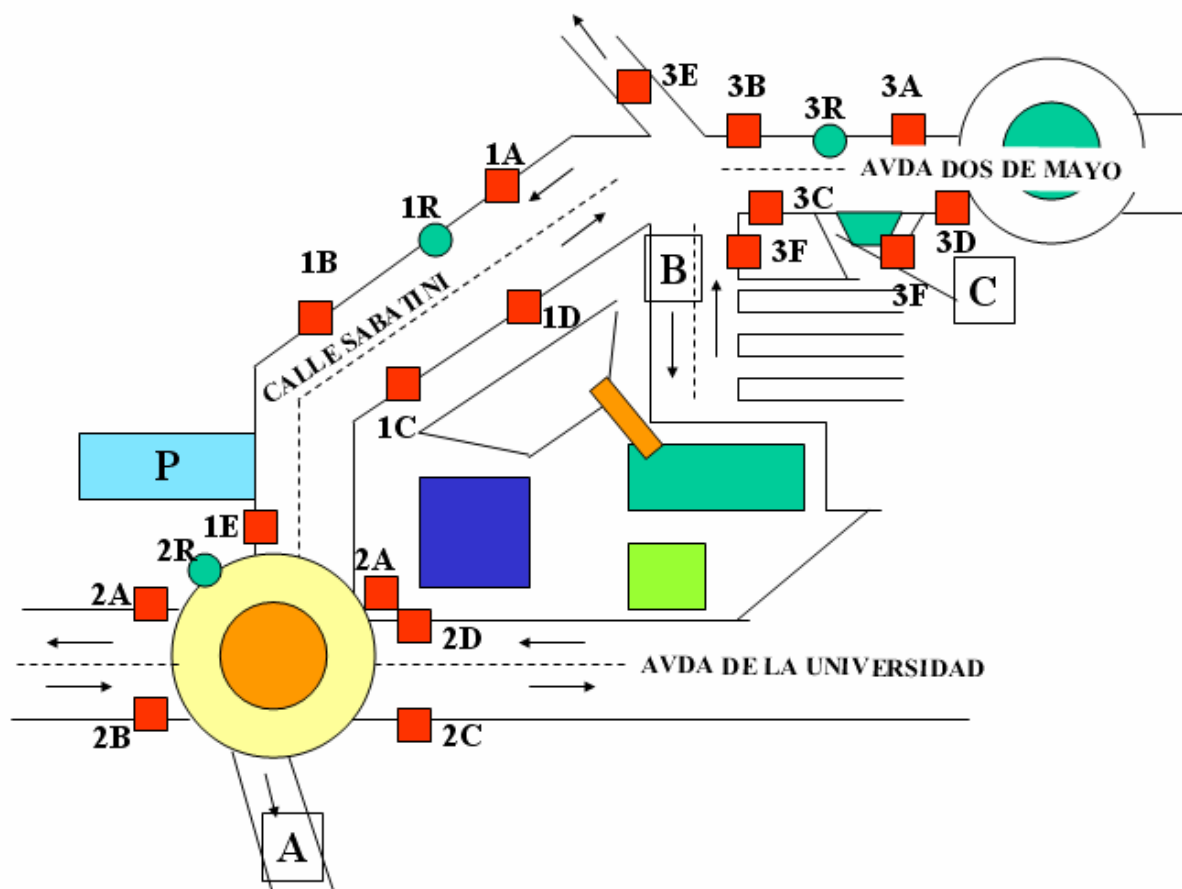 3E
3B
3R
3A
AVDA DOS DE MAYO
1A
3C
1R
3D
3F
B
1B
3F
C
1D
CALLE SABATINI
1C
P
1E
2R
2A
2A
2D
AVDA DE LA UNIVERSIDAD
2B
2C
A